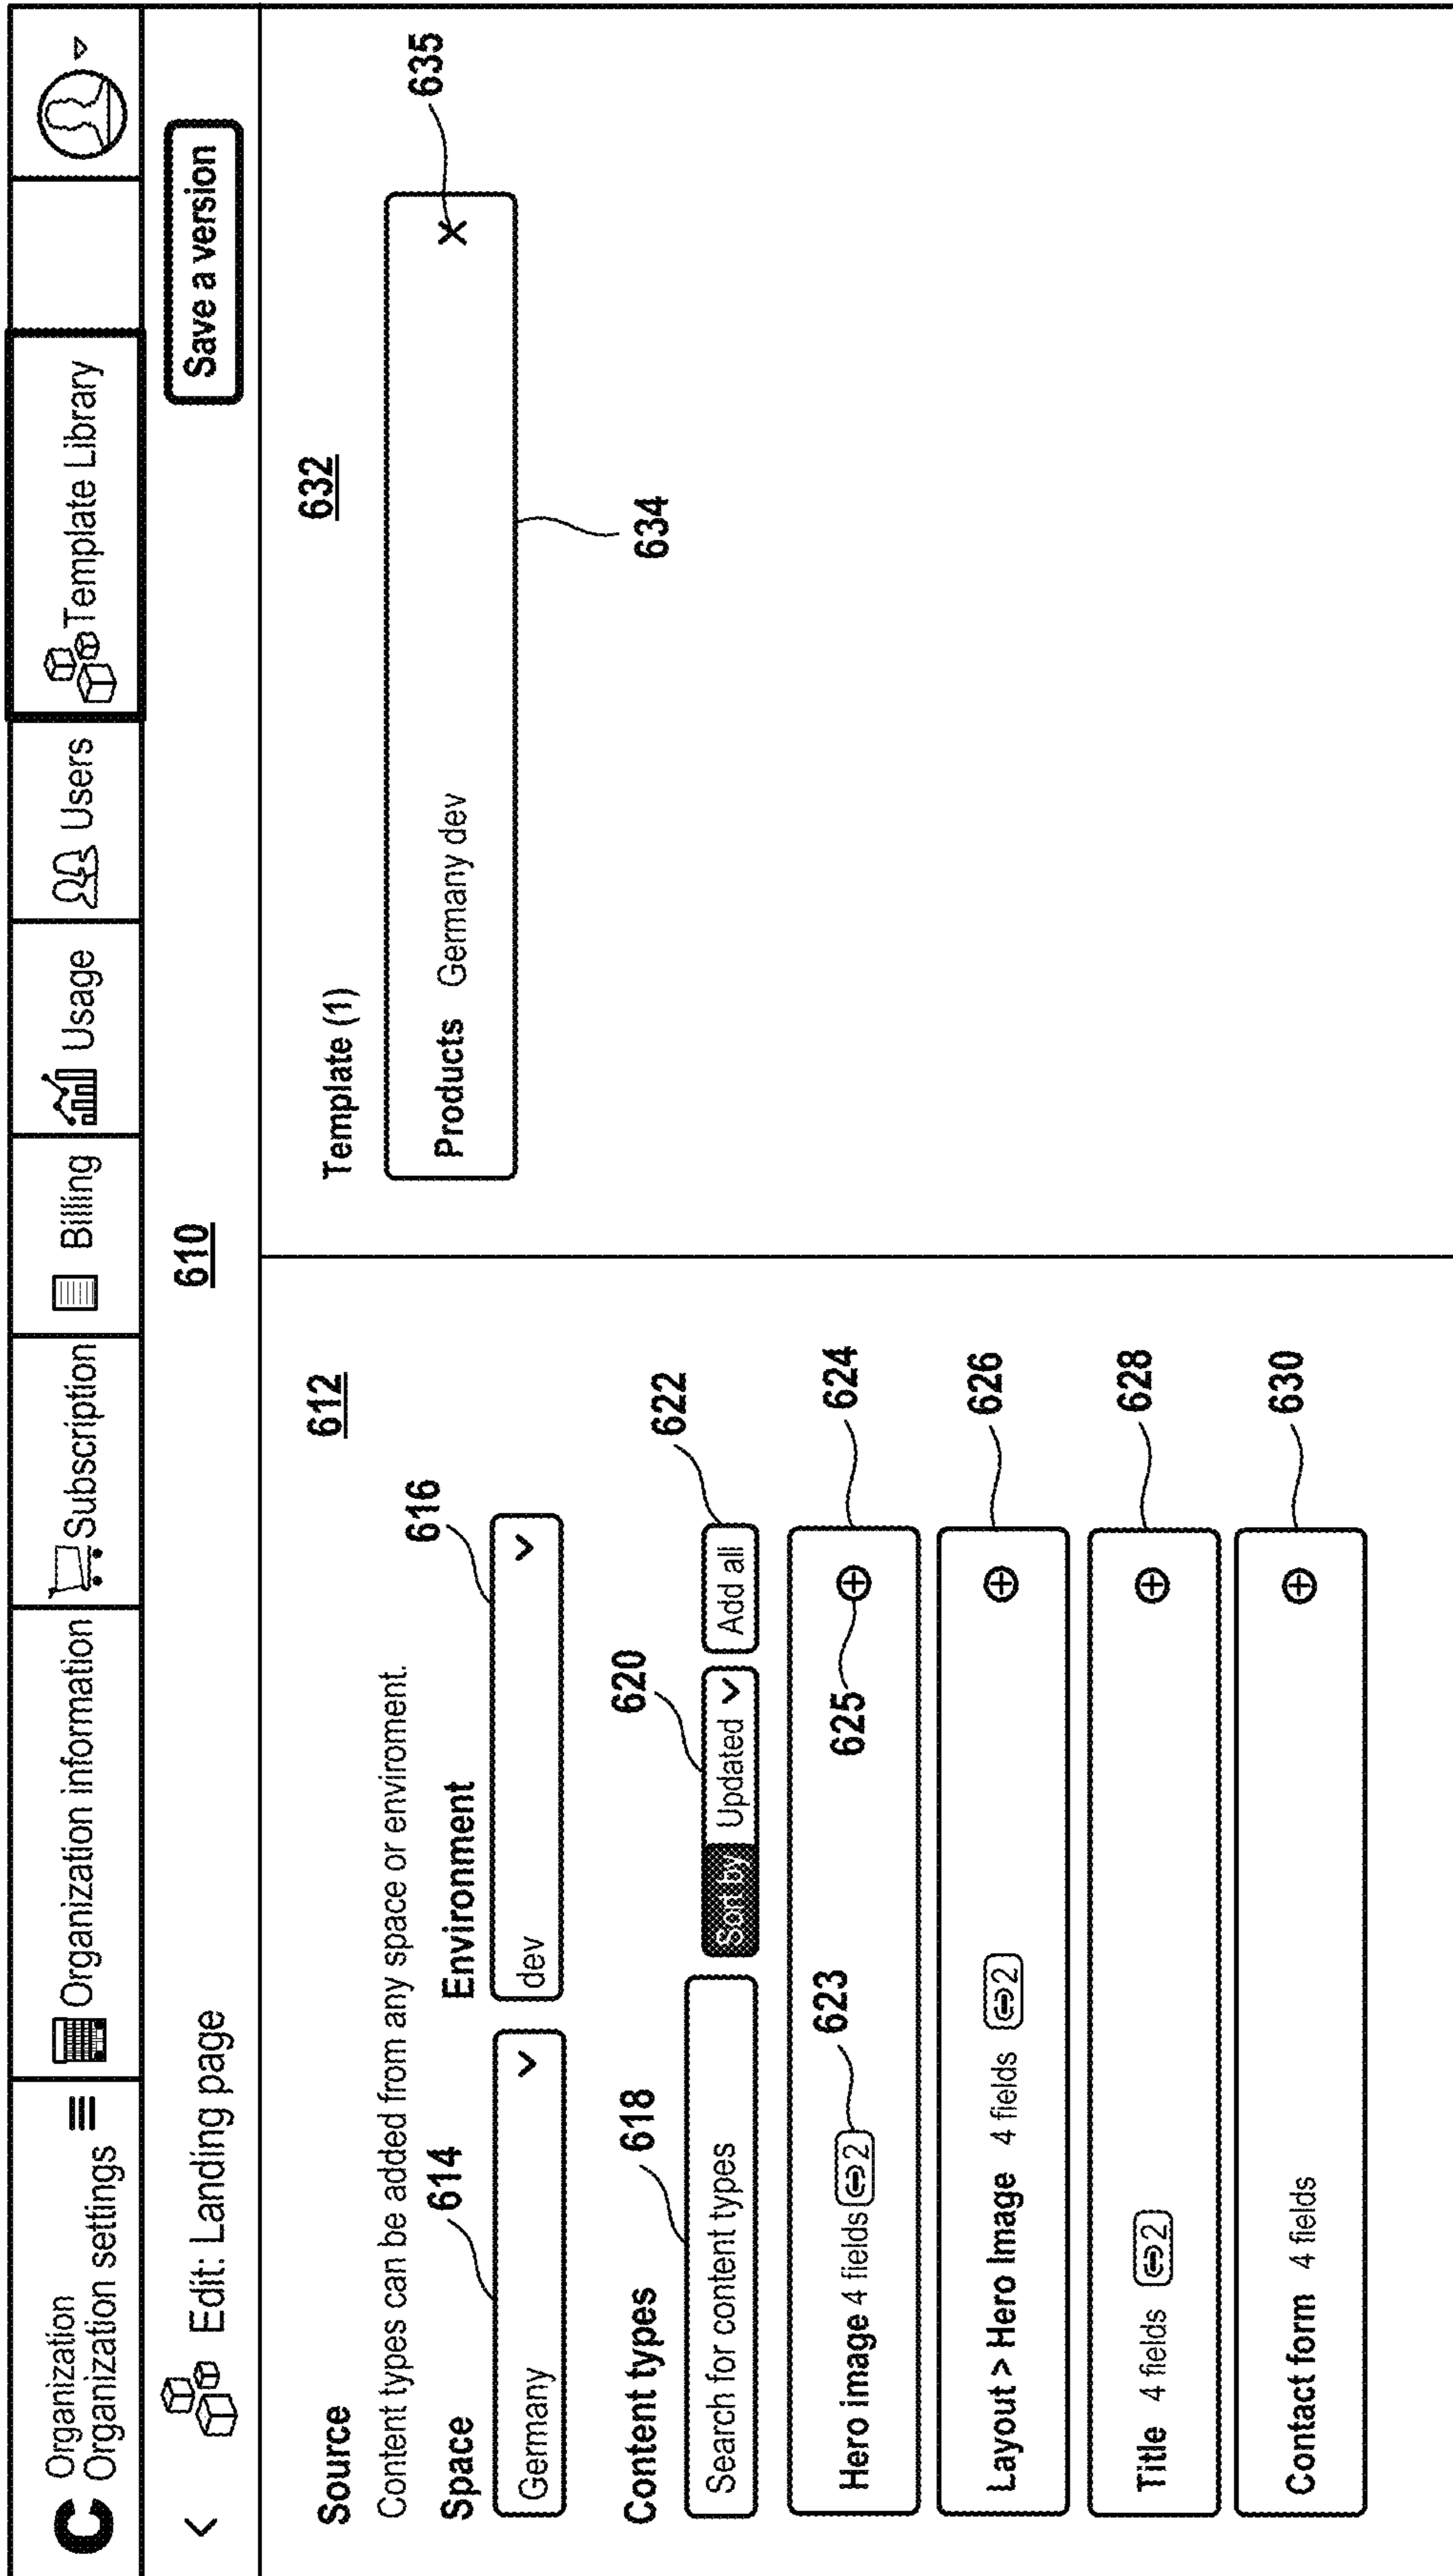 Organization
Organization settings
Organization information
Subscription
Billing
Usage
Users
Template Library
Edit: Landing page
610
Save a version
Source
612
Content types can be added from any space or enviroment.
Space
614
Environment
616
Germany
dev
Content types
618
620
622
Search for content types
Sort by Updated
Add all
623
624
Hero image 4 fields 2
625
626
Layout > Hero Image 4 fields 2
628
Title 4 fields 2
630
Contact form 4 fields
632
Template (1)
635
Products Germany dev
634